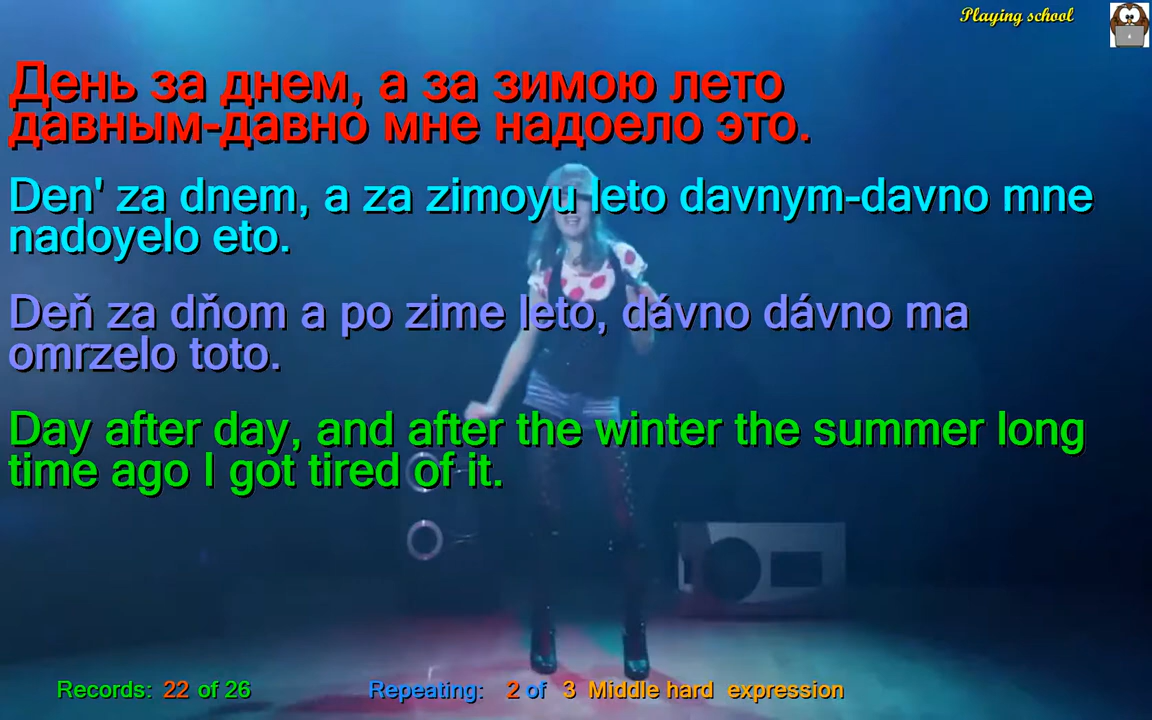 Playing school
День за днем, а за зимою лето
давным-давно мне надоело это.
Den' za dnem, a za zimoyu leto davnym-davno mne
nadoyelo eto.
Deň za dňom a po zime leto, dávno dávno ma
omrzelo toto.
Day after day, and after the winter the summer long
time ago I got tired of it.
Records: 22 of 26 Repeating: 2 of 3 Middle hard expression